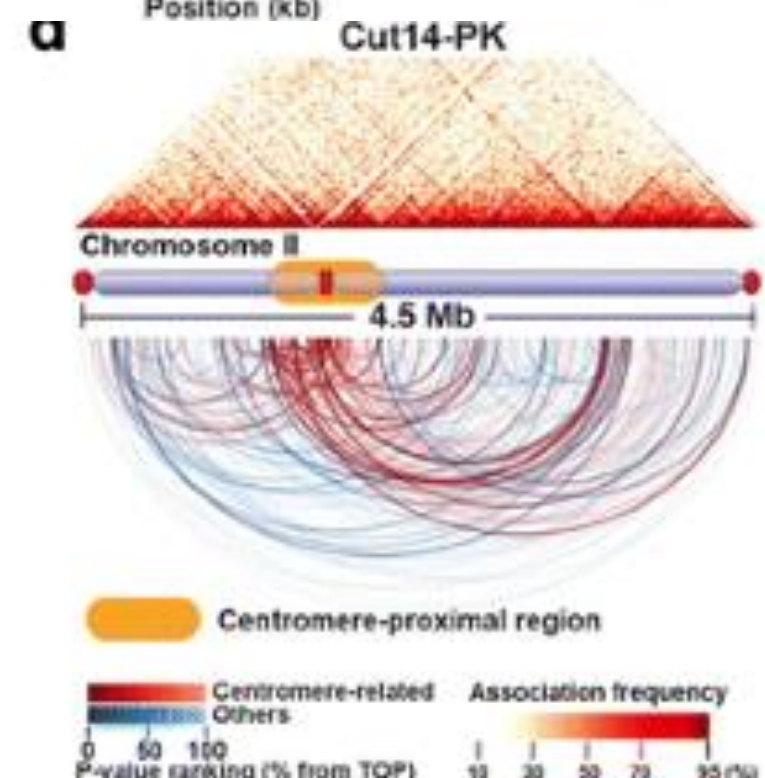 Position (kb)
d
Cut14-PK
Chromosome II
4.5 Mb
Centromere-proximal region
Centromere-related
Others
0 50 100
P-value ranking (% from TOP)
Association frequency
10 30 50 70 95 (%)